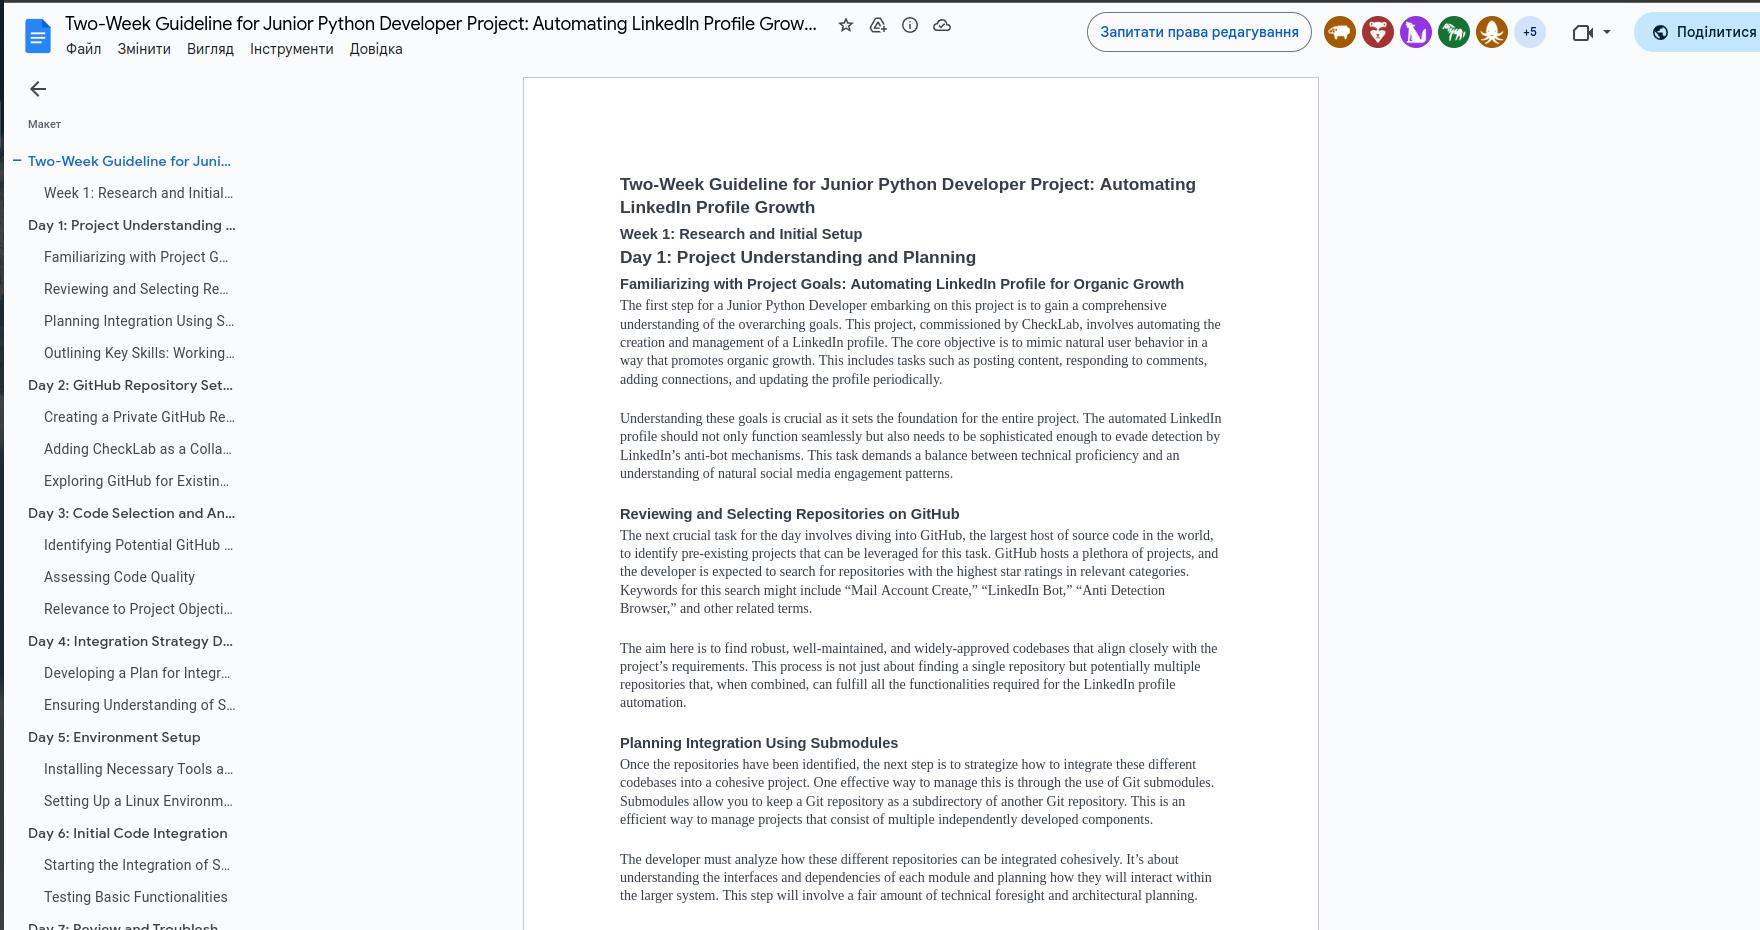 Two-Week Guideline for Junior Python Developer Project: Automating LinkedIn Profile Grow...
Файл Змінити Вигляд Інструменти Довідка
Запитати права редагування
+5
Поділитися
Макет
Two-Week Guideline for Juni...
Week 1: Research and Initial...
Day 1: Project Understanding ...
Familiarizing with Project G...
Reviewing and Selecting Re...
Planning Integration Using S...
Outlining Key Skills: Working...
Day 2: GitHub Repository Set...
Creating a Private GitHub Re...
Adding CheckLab as a Colla...
Exploring GitHub for Existin...
Day 3: Code Selection and An...
Identifying Potential GitHub ...
Assessing Code Quality
Relevance to Project Objecti...
Day 4: Integration Strategy D...
Developing a Plan for Integr...
Ensuring Understanding of S...
Day 5: Environment Setup
Installing Necessary Tools a...
Setting Up a Linux Environm...
Day 6: Initial Code Integration
Starting the Integration of S...
Testing Basic Functionalities
Day 7: Review and Troublesh...
Two-Week Guideline for Junior Python Developer Project: Automating
LinkedIn Profile Growth
Week 1: Research and Initial Setup
Day 1: Project Understanding and Planning
Familiarizing with Project Goals: Automating LinkedIn Profile for Organic Growth
The first step for a Junior Python Developer embarking on this project is to gain a comprehensive
understanding of the overarching goals. This project, commissioned by CheckLab, involves automating the
creation and management of a LinkedIn profile. The core objective is to mimic natural user behavior in a
way that promotes organic growth. This includes tasks such as posting content, responding to comments,
adding connections, and updating the profile periodically.
Understanding these goals is crucial as it sets the foundation for the entire project. The automated LinkedIn
profile should not only function seamlessly but also needs to be sophisticated enough to evade detection by
LinkedIn’s anti-bot mechanisms. This task demands a balance between technical proficiency and an
understanding of natural social media engagement patterns.
Reviewing and Selecting Repositories on GitHub
The next crucial task for the day involves diving into GitHub, the largest host of source code in the world,
to identify pre-existing projects that can be leveraged for this task. GitHub hosts a plethora of projects, and
the developer is expected to search for repositories with the highest star ratings in relevant categories.
Keywords for this search might include “Mail Account Create,” “LinkedIn Bot,” “Anti Detection
Browser,” and other related terms.
The aim here is to find robust, well-maintained, and widely-approved codebases that align closely with the
project’s requirements. This process is not just about finding a single repository but potentially multiple
repositories that, when combined, can fulfill all the functionalities required for the LinkedIn profile
automation.
Planning Integration Using Submodules
Once the repositories have been identified, the next step is to strategize how to integrate these different
codebases into a cohesive project. One effective way to manage this is through the use of Git submodules.
Submodules allow you to keep a Git repository as a subdirectory of another Git repository. This is an
efficient way to manage projects that consist of multiple independently developed components.
The developer must analyze how these different repositories can be integrated cohesively. It’s about
understanding the interfaces and dependencies of each module and planning how they will interact within
the larger system. This step will involve a fair amount of technical foresight and architectural planning.